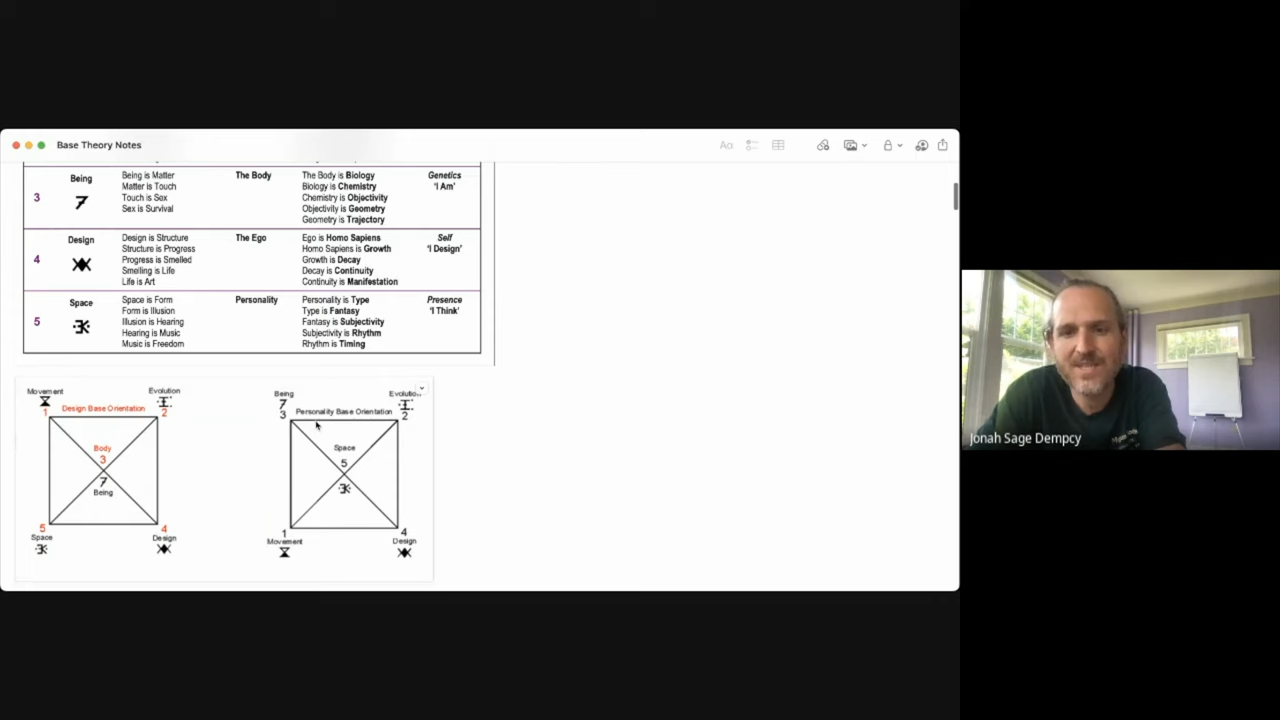 Base Theory Notes
Aa
3
Being
7
Being is Matter
Matter is Touch
Touch is Sex
Sex is Survival
The Body
The Body is Biology
Biology is Chemistry
Chemistry is Objectivity
Objectivity is Geometry
Geometry is Trajectory
Genetics
'I Am'
4
Design
Design is Structure
Structure is Progress
Progress is Smelled
Smelling is Life
Life is Art
The Ego
Ego is Homo Sapiens
Homo Sapiens is Growth
Growth is Decay
Decay is Continuity
Continuity is Manifestation
Self
'I Design'
5
Space
Space is Form
Form is Illusion
Illusion is Hearing
Hearing is Music
Music is Freedom
Personality
Personality is Type
Type is Fantasy
Fantasy is Subjectivity
Subjectivity is Rhythm
Rhythm is Timing
Presence
'I Think'
Movement
1
Evolution
2
Design Base Orientation
Body
3
7
Being
5
Space
4
Design
Being
7
3
Evolution
2
Personality Base Orientation
Space
5
1
Movement
4
Design
Jonah Sage Dempcy